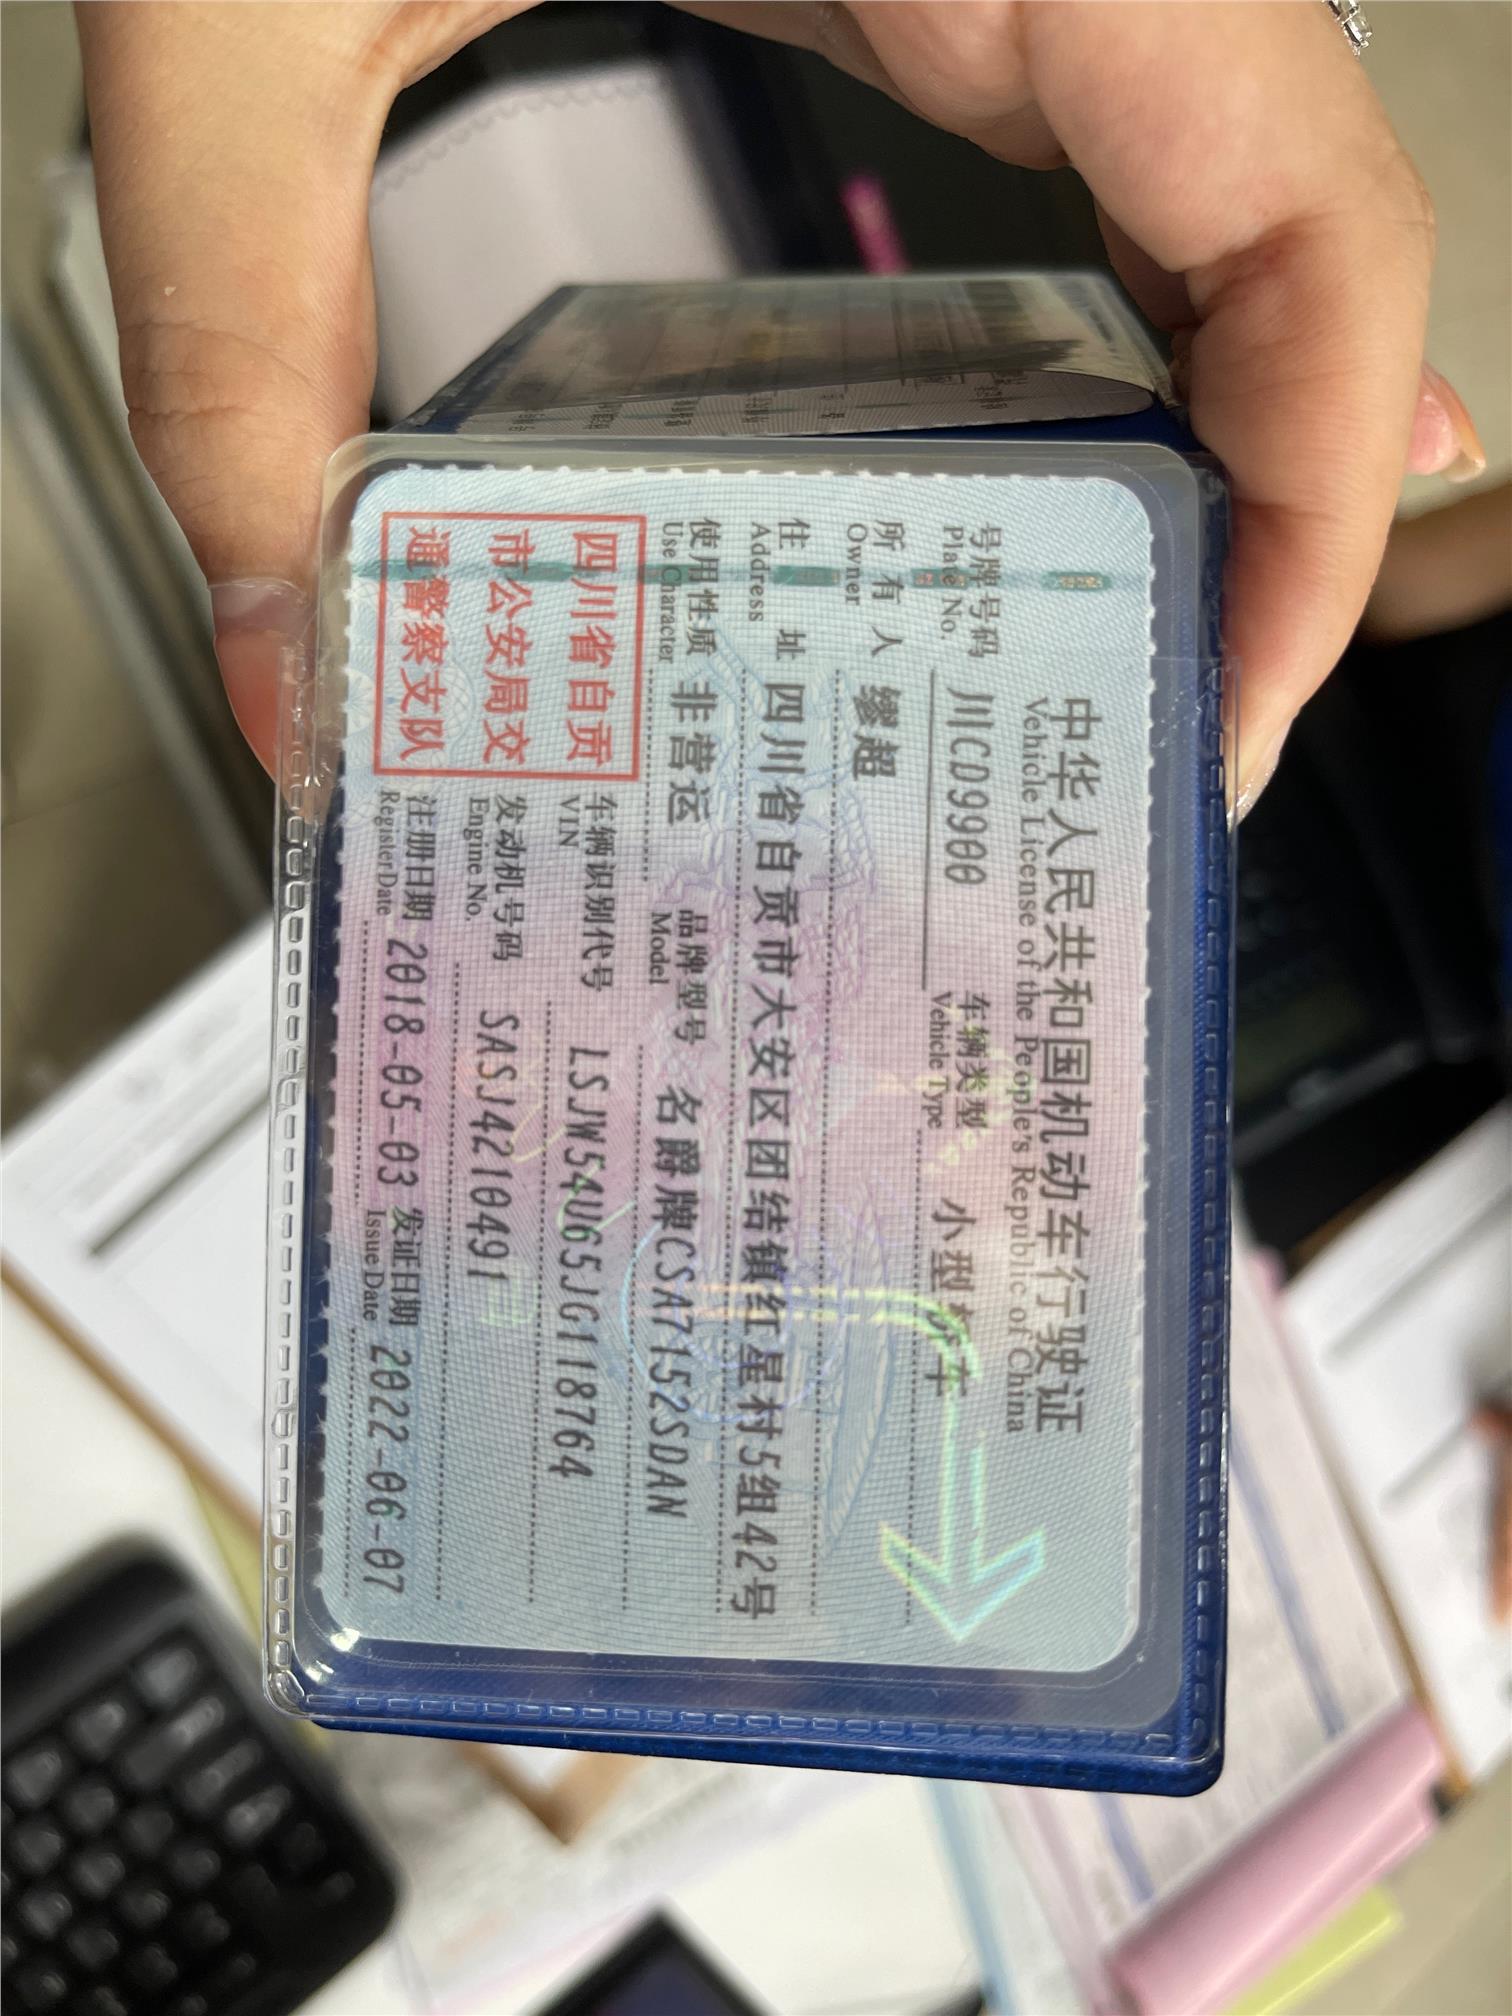 中华人民共和国机动车行驶证
Vehicle License of the People's Republic of China
号牌号码 川CD9900 车辆类型 小型轿车
Plate No. Vehicle Type
所有人 缪超
Owner
住址 四川省自贡市大安区团结镇红星村5组42号
Address
使用性质 非营运 品牌型号 名爵牌CSA7152SDAN
Use Character Model
四川省自贡
市公安局交
通警察支队
车辆识别代号 LSJW54U65JG118764
VIN
发动机号码 SASJ4210491
Engine No.
注册日期 2018-05-03 发证日期 2022-06-07
Register Date Issue Date